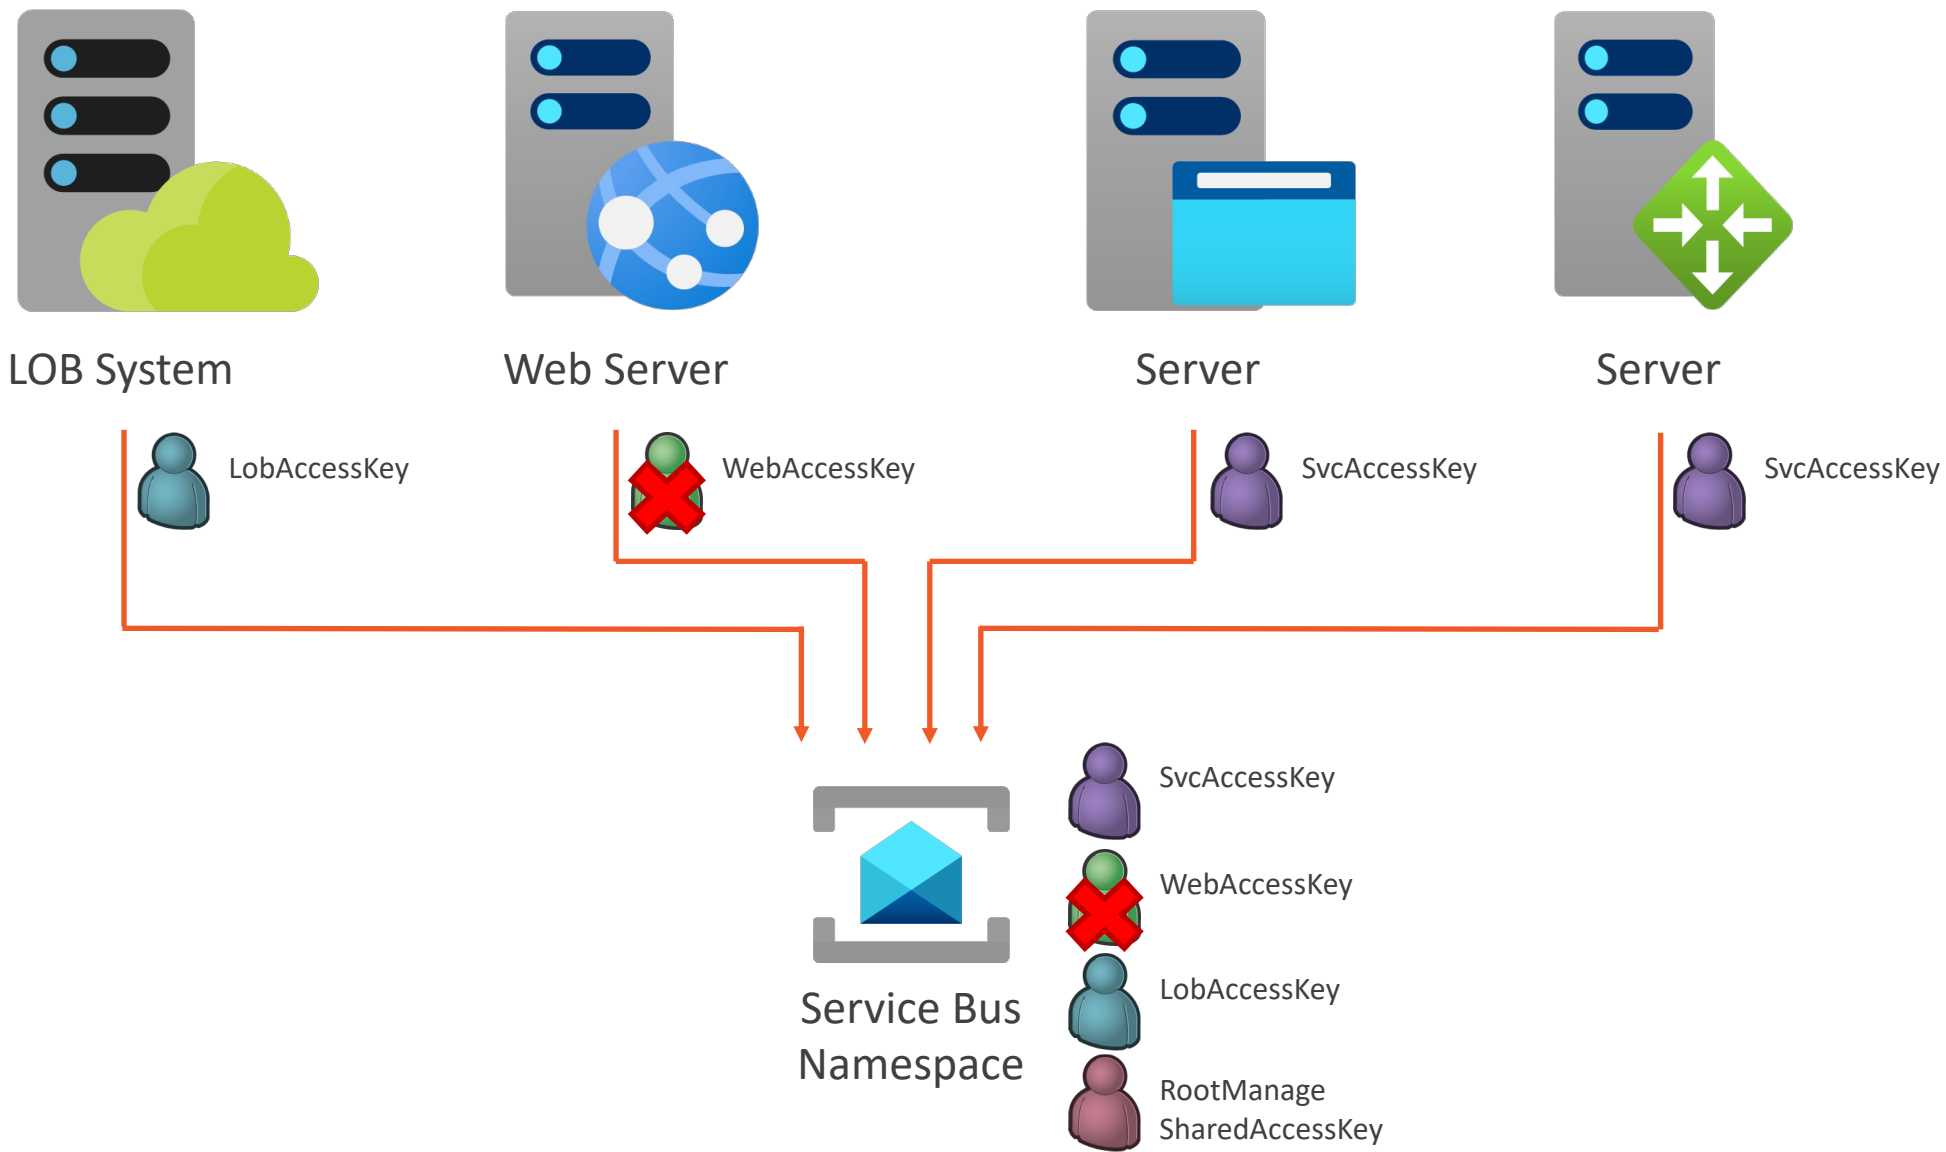 LOB System
Web Server
Server
Server
LobAccessKey
WebAccessKey
SvcAccessKey
SvcAccessKey
SvcAccessKey
WebAccessKey
LobAccessKey
Service Bus
Namespace
RootManage
SharedAccessKey